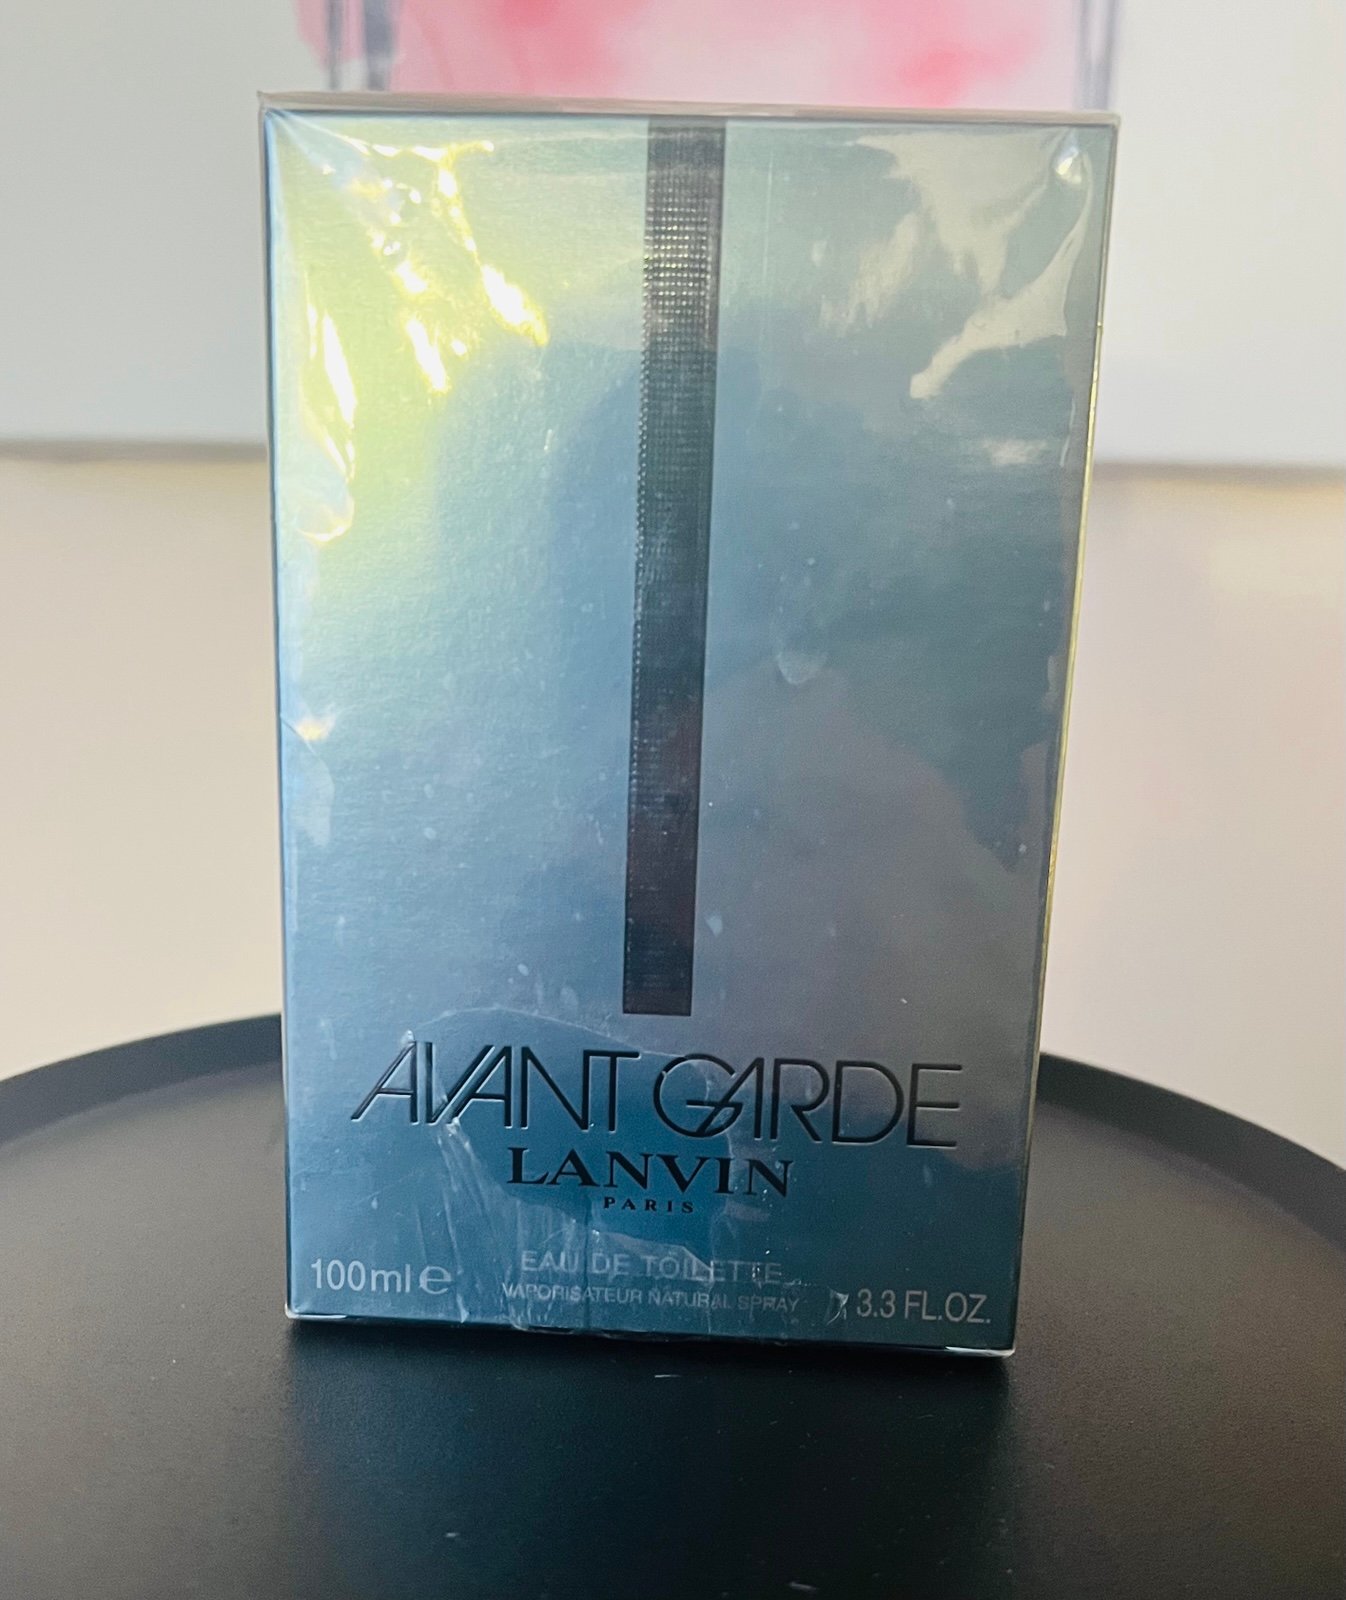 AVANT GARDE
LANVIN
PARIS
EAU DE TOILETTE
VAPORISATEUR NATURAL SPRAY
100ml e
3.3 FL.OZ.